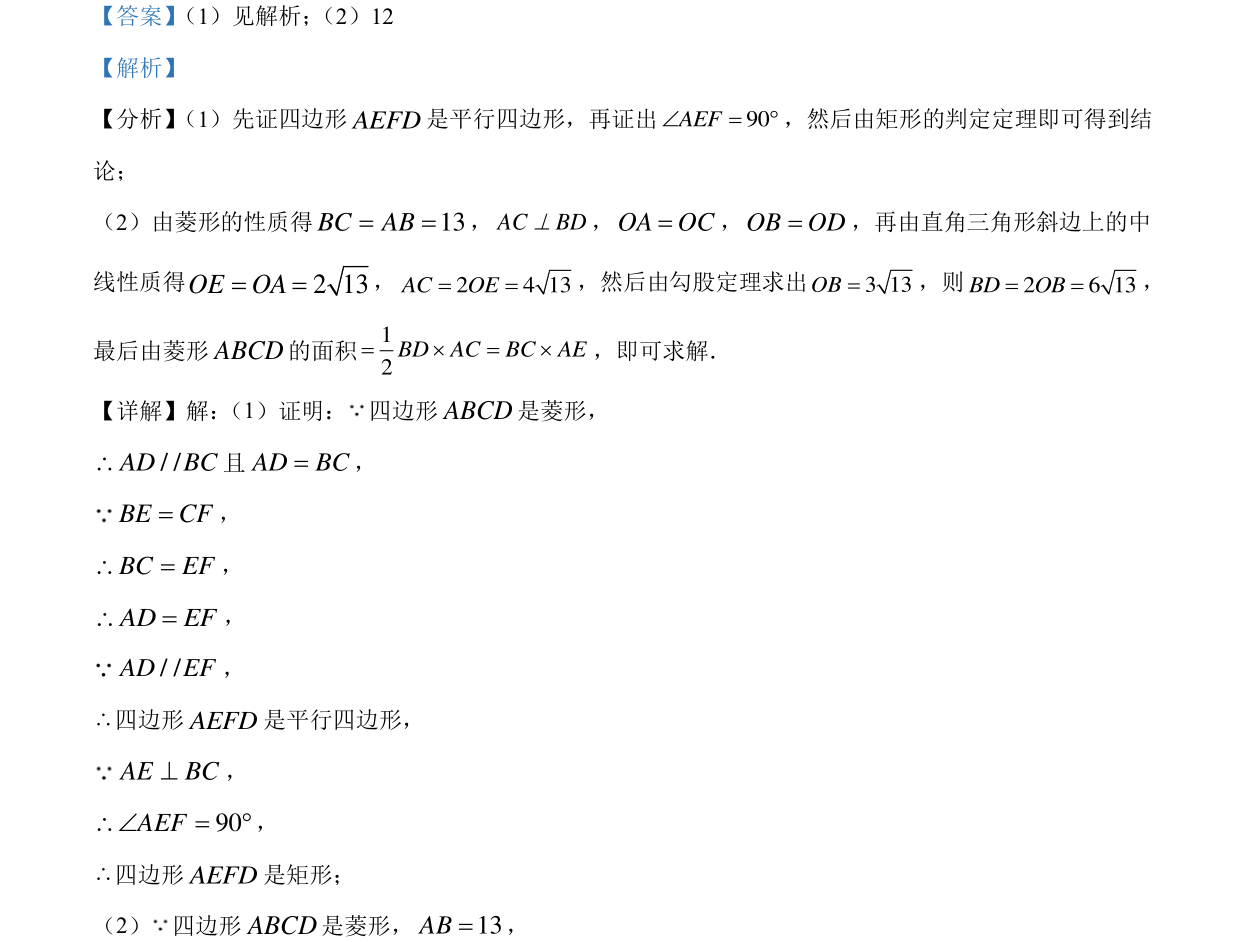 【答案】（1）见解析；（2）12
【解析】
【分析】（1）先证四边形 AEFD 是平行四边形，再证出∠AEF = 90°，然后由矩形的判定定理即可得到结
论；
（2）由菱形的性质得 BC = AB = 13，AC ⊥ BD，OA = OC，OB = OD，再由直角三角形斜边上的中
线性质得 OE = OA = 2√13，AC = 2OE = 4√13，然后由勾股定理求出 OB = 3√13，则 BD = 2OB = 6√13，
最后由菱形 ABCD 的面积 = 1/2 BD × AC = BC × AE，即可求解．
【详解】解：（1）证明：∵四边形 ABCD 是菱形，
∴ AD//BC 且 AD = BC，
∵ BE = CF，
∴ BC = EF，
∴ AD = EF，
∵ AD//EF，
∴四边形 AEFD 是平行四边形，
∵ AE ⊥ BC，
∴∠AEF = 90°，
∴四边形 AEFD 是矩形；
（2）∵四边形 ABCD 是菱形，AB = 13，